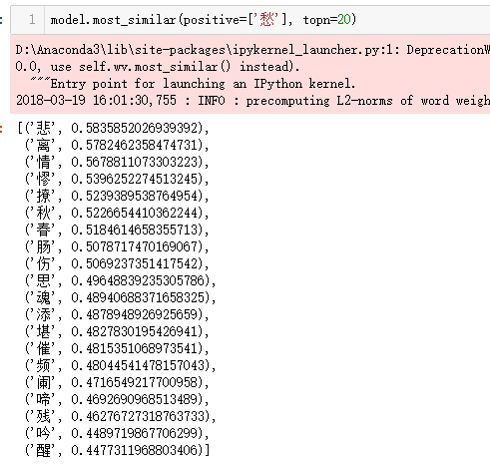 : 1 model.most_similar(positive=['愁'], topn=20)
D:\Anaconda3\lib\site-packages\ipykernel_launcher.py:1: DeprecationW
0.0, use self.wv.most_similar() instead).
"""Entry point for launching an IPython kernel.
2018-03-19 16:01:30,755 : INFO : precomputing L2-norms of word weigh
: [('悲', 0.5835852026939392),
('离', 0.5782462358474731),
('情', 0.5678811073303223),
('懰', 0.5396252274513245),
('撩', 0.5239389538764954),
('秋', 0.5226654410362244),
('春', 0.5184614658355713),
('肠', 0.5078717470169067),
('伤', 0.5069237351417542),
('思', 0.49648839235305786),
('魂', 0.48940688371658325),
('添', 0.4878948926925659),
('堪', 0.4827830195426941),
('催', 0.4815351068973541),
('频', 0.48044541478157043),
('阑', 0.4716549217700958),
('啼', 0.4692690968513489),
('残', 0.46276727318763733),
('吟', 0.4489719867706299),
('醒', 0.4477311968803406)]